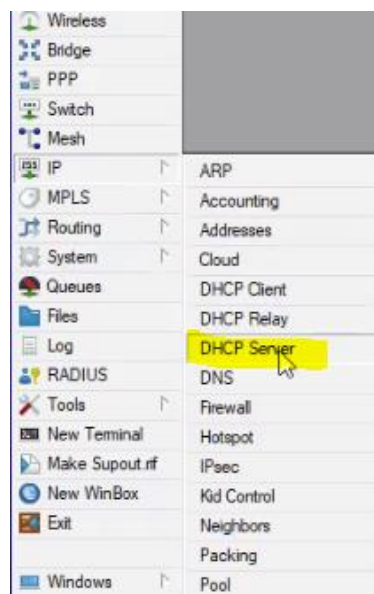 Wireless
Bridge
PPP
Switch
Mesh
IP
MPLS
Routing
System
Queues
Files
Log
RADIUS
Tools
New Terminal
Make Supout.rif
New WinBox
Exit
Windows
ARP
Accounting
Addresses
Cloud
DHCP Client
DHCP Relay
DHCP Server
DNS
Firewall
Hotspot
IPsec
Kid Control
Neighbors
Packing
Pool